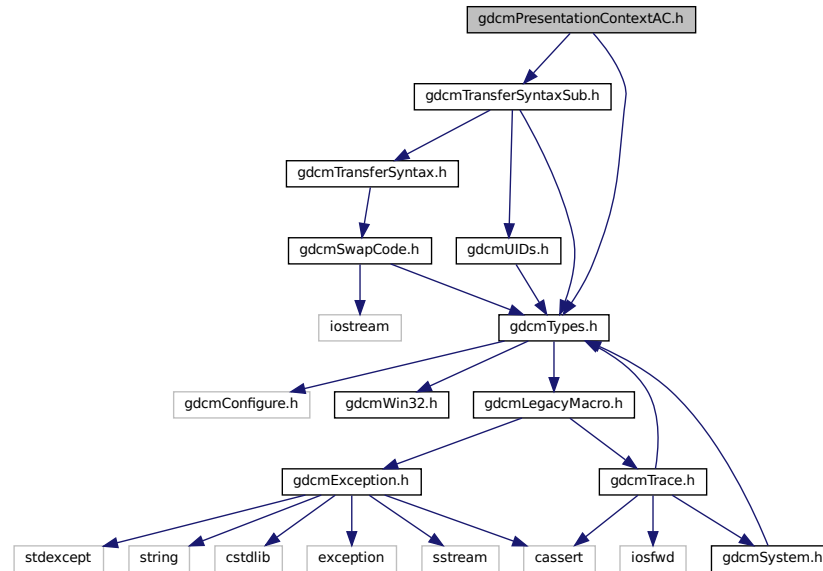 gdcmPresentationContextAC.h
gdcmTransferSyntaxSub.h
gdcmTransferSyntax.h
gdcmSwapCode.h
gdcmUIDs.h
iostream
gdcmTypes.h
gdcmConfigure.h
gdcmWin32.h
gdcmLegacyMacro.h
gdcmException.h
gdcmTrace.h
stdexcept
string
cstdlib
exception
sstream
cassert
iosfwd
gdcmSystem.h